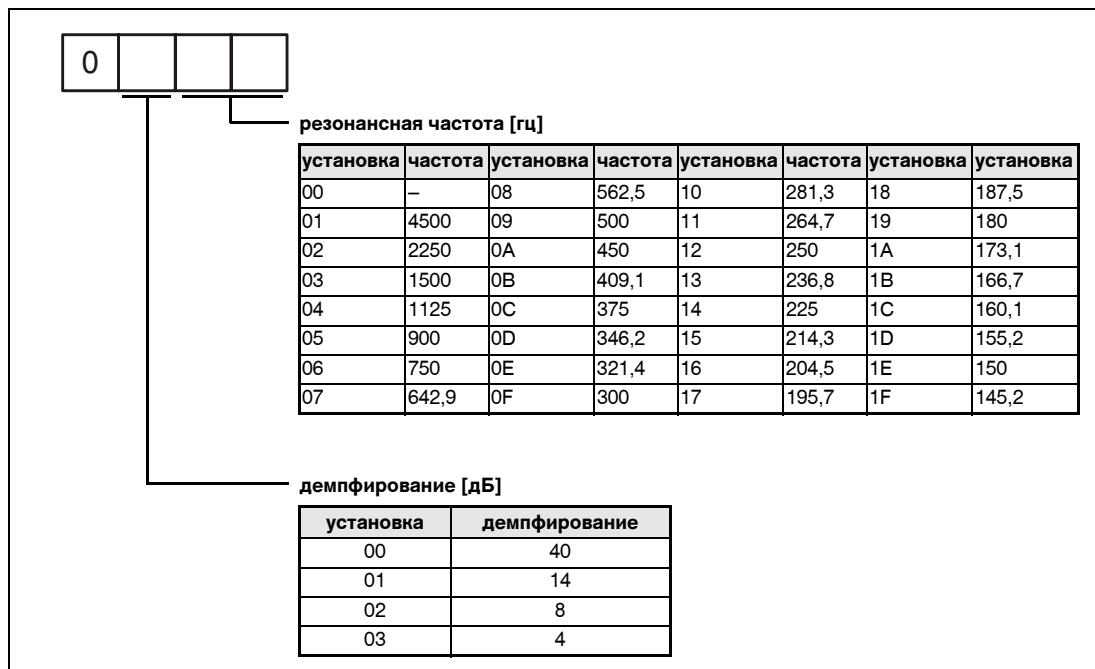 0
резонансная частота [гц]
установка частота установка частота установка частота установка установка
00 – 08 562,5 10 281,3 18 187,5
01 4500 09 500 11 264,7 19 180
02 2250 0A 450 12 250 1A 173,1
03 1500 0B 409,1 13 236,8 1B 166,7
04 1125 0C 375 14 225 1C 160,1
05 900 0D 346,2 15 214,3 1D 155,2
06 750 0E 321,4 16 204,5 1E 150
07 642,9 0F 300 17 195,7 1F 145,2
демпфирование [дБ]
установка демпфирование
00 40
01 14
02 8
03 4